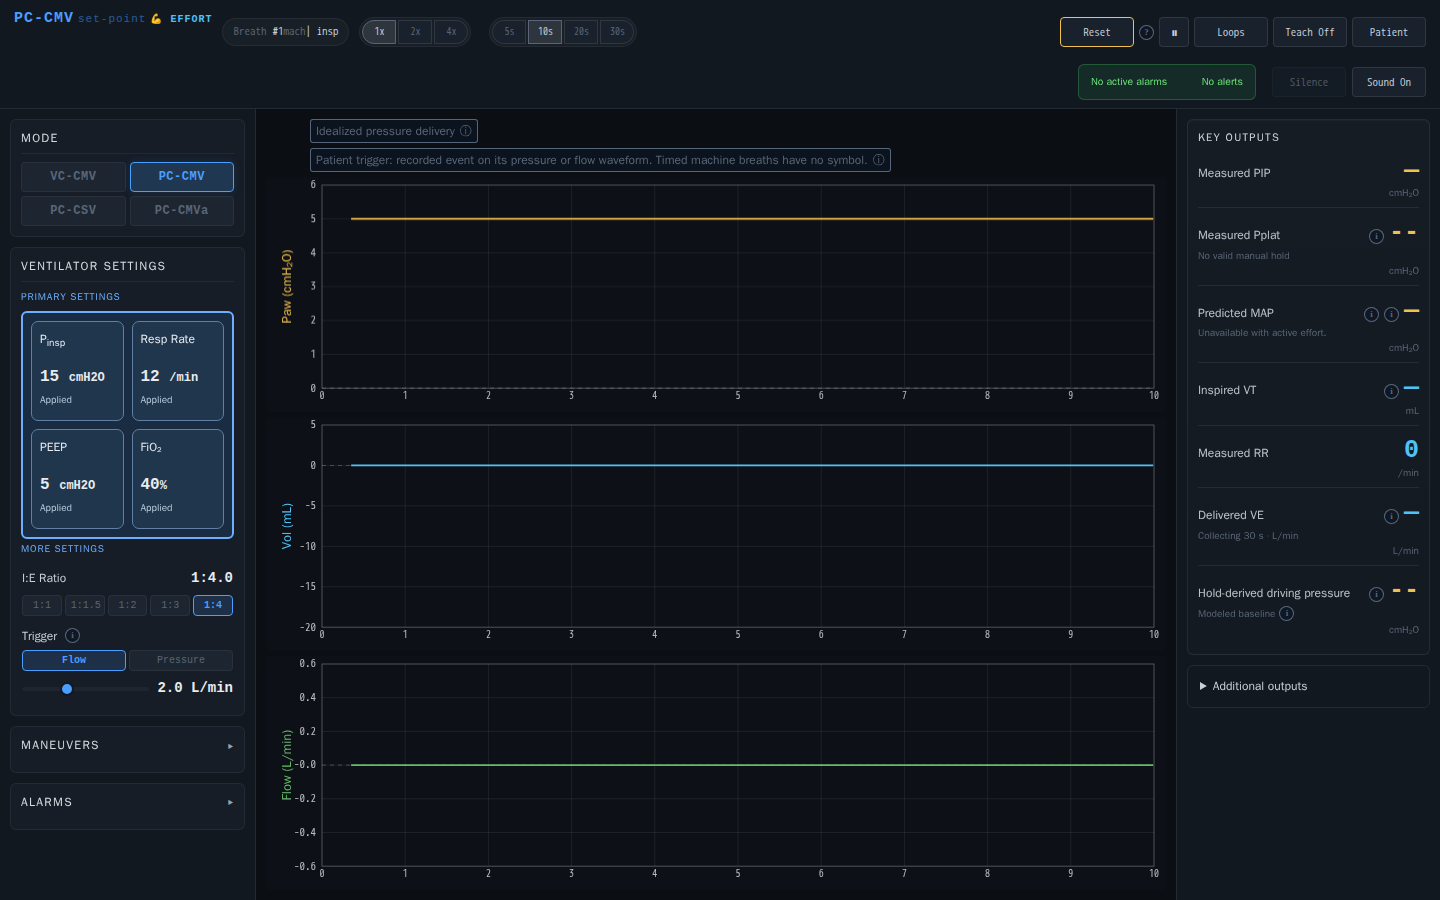 PC-CMV set-point 💪 EFFORT
Breath #1 mach | insp
1x 2x 4x
5s 10s 20s 30s
Reset ? ⏸ Loops Teach Off Patient
No active alarms No alerts Silence Sound On
MODE
VC-CMV PC-CMV
PC-CSV PC-CMVa
VENTILATOR SETTINGS
PRIMARY SETTINGS
Pinsp Resp Rate
15 cmH2O 12 /min
Applied Applied
PEEP FiO₂
5 cmH2O 40%
Applied Applied
MORE SETTINGS
I:E Ratio 1:4.0
1:1 1:1.5 1:2 1:3 1:4
Trigger ⓘ
Flow Pressure
2.0 L/min
MANEUVERS ▸
ALARMS ▸
Idealized pressure delivery ⓘ
Patient trigger: recorded event on its pressure or flow waveform. Timed machine breaths have no symbol. ⓘ
Paw (cmH₂O)
6
5
4
3
2
1
0
0 1 2 3 4 5 6 7 8 9 10
Vol (mL)
5
0
-5
-10
-15
-20
0 1 2 3 4 5 6 7 8 9 10
Flow (L/min)
0.6
0.4
0.2
-0.0
-0.2
-0.4
-0.6
0 1 2 3 4 5 6 7 8 9 10
KEY OUTPUTS
Measured PIP —
cmH₂O
Measured Pplat ⓘ --
No valid manual hold
cmH₂O
Predicted MAP ⓘ ⓘ —
Unavailable with active effort.
cmH₂O
Inspired VT ⓘ —
mL
Measured RR 0
/min
Delivered VE ⓘ —
Collecting 30 s · L/min
L/min
Hold-derived driving pressure ⓘ --
Modeled baseline ⓘ
cmH₂O
▶ Additional outputs